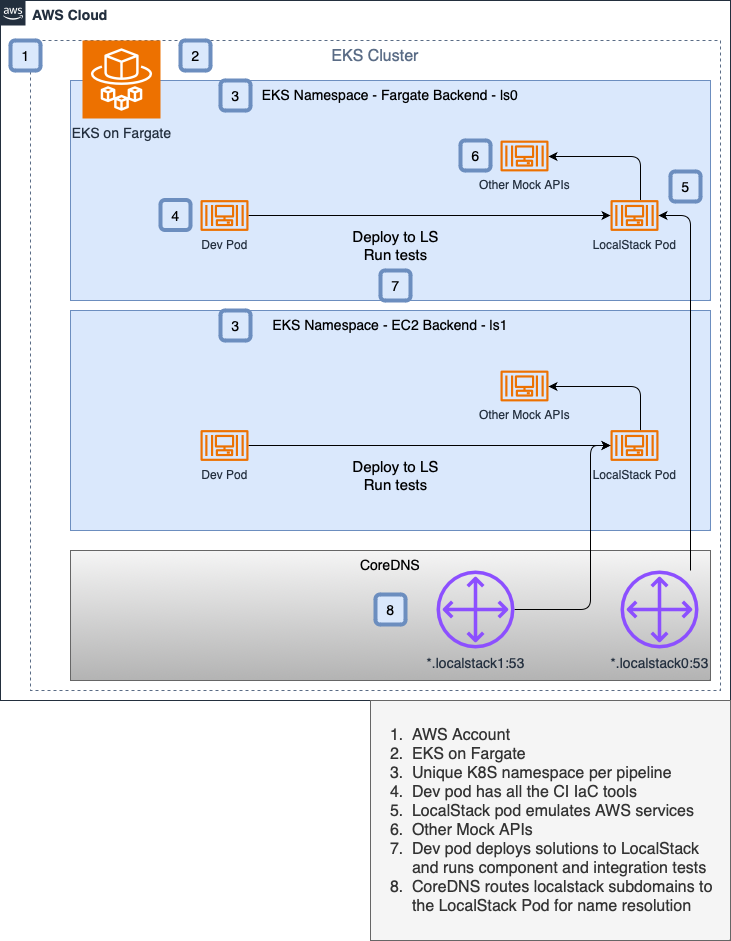 aws
AWS Cloud
1
2
EKS Cluster
3
EKS Namespace - Fargate Backend - ls0
EKS on Fargate
6
Other Mock APIs
5
4
Dev Pod
Deploy to LS
Run tests
LocalStack Pod
7
3
EKS Namespace - EC2 Backend - ls1
Other Mock APIs
Dev Pod
Deploy to LS
Run tests
LocalStack Pod
CoreDNS
8
*.localstack1:53
*.localstack0:53
1. AWS Account
2. EKS on Fargate
3. Unique K8S namespace per pipeline
4. Dev pod has all the CI IaC tools
5. LocalStack pod emulates AWS services
6. Other Mock APIs
7. Dev pod deploys solutions to LocalStack
and runs component and integration tests
8. CoreDNS routes localstack subdomains to
the LocalStack Pod for name resolution